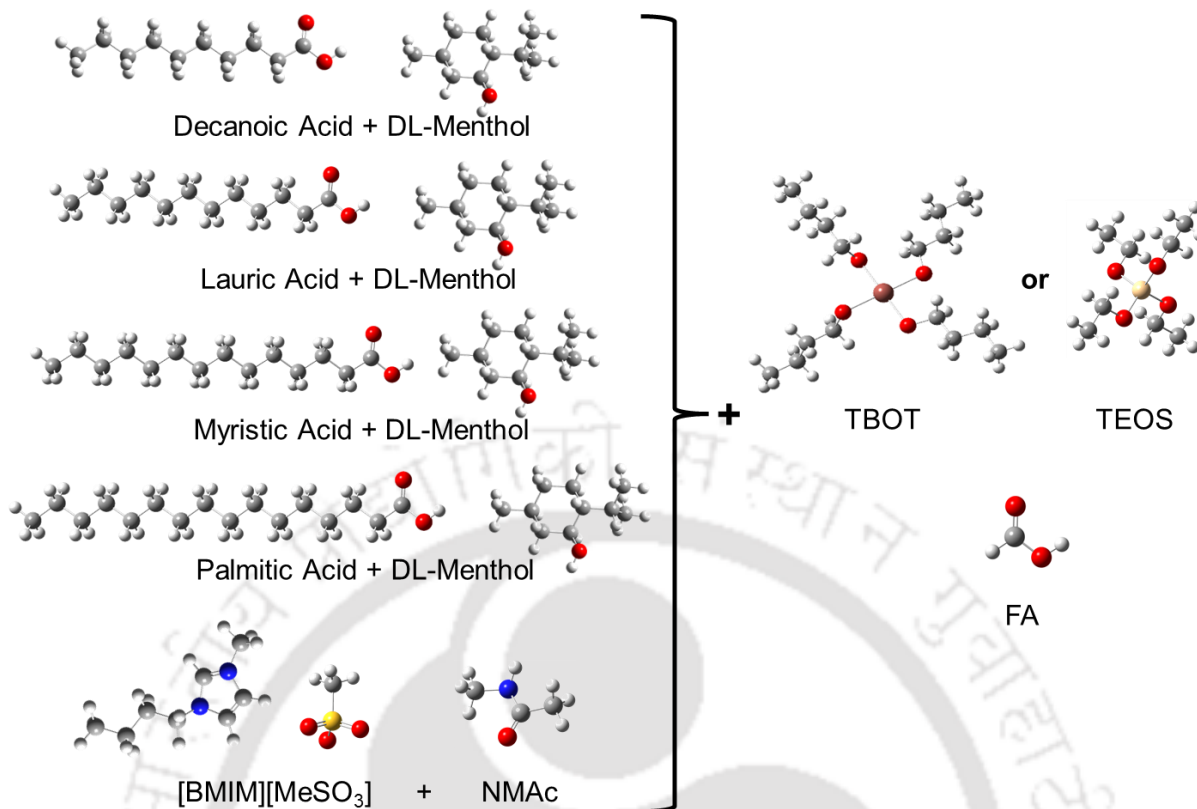 Decanoic Acid + DL-Menthol
Lauric Acid + DL-Menthol
Myristic Acid + DL-Menthol
Palmitic Acid + DL-Menthol
[BMIM][MeSO₃] + NMAc
+
TBOT
or
TEOS
FA